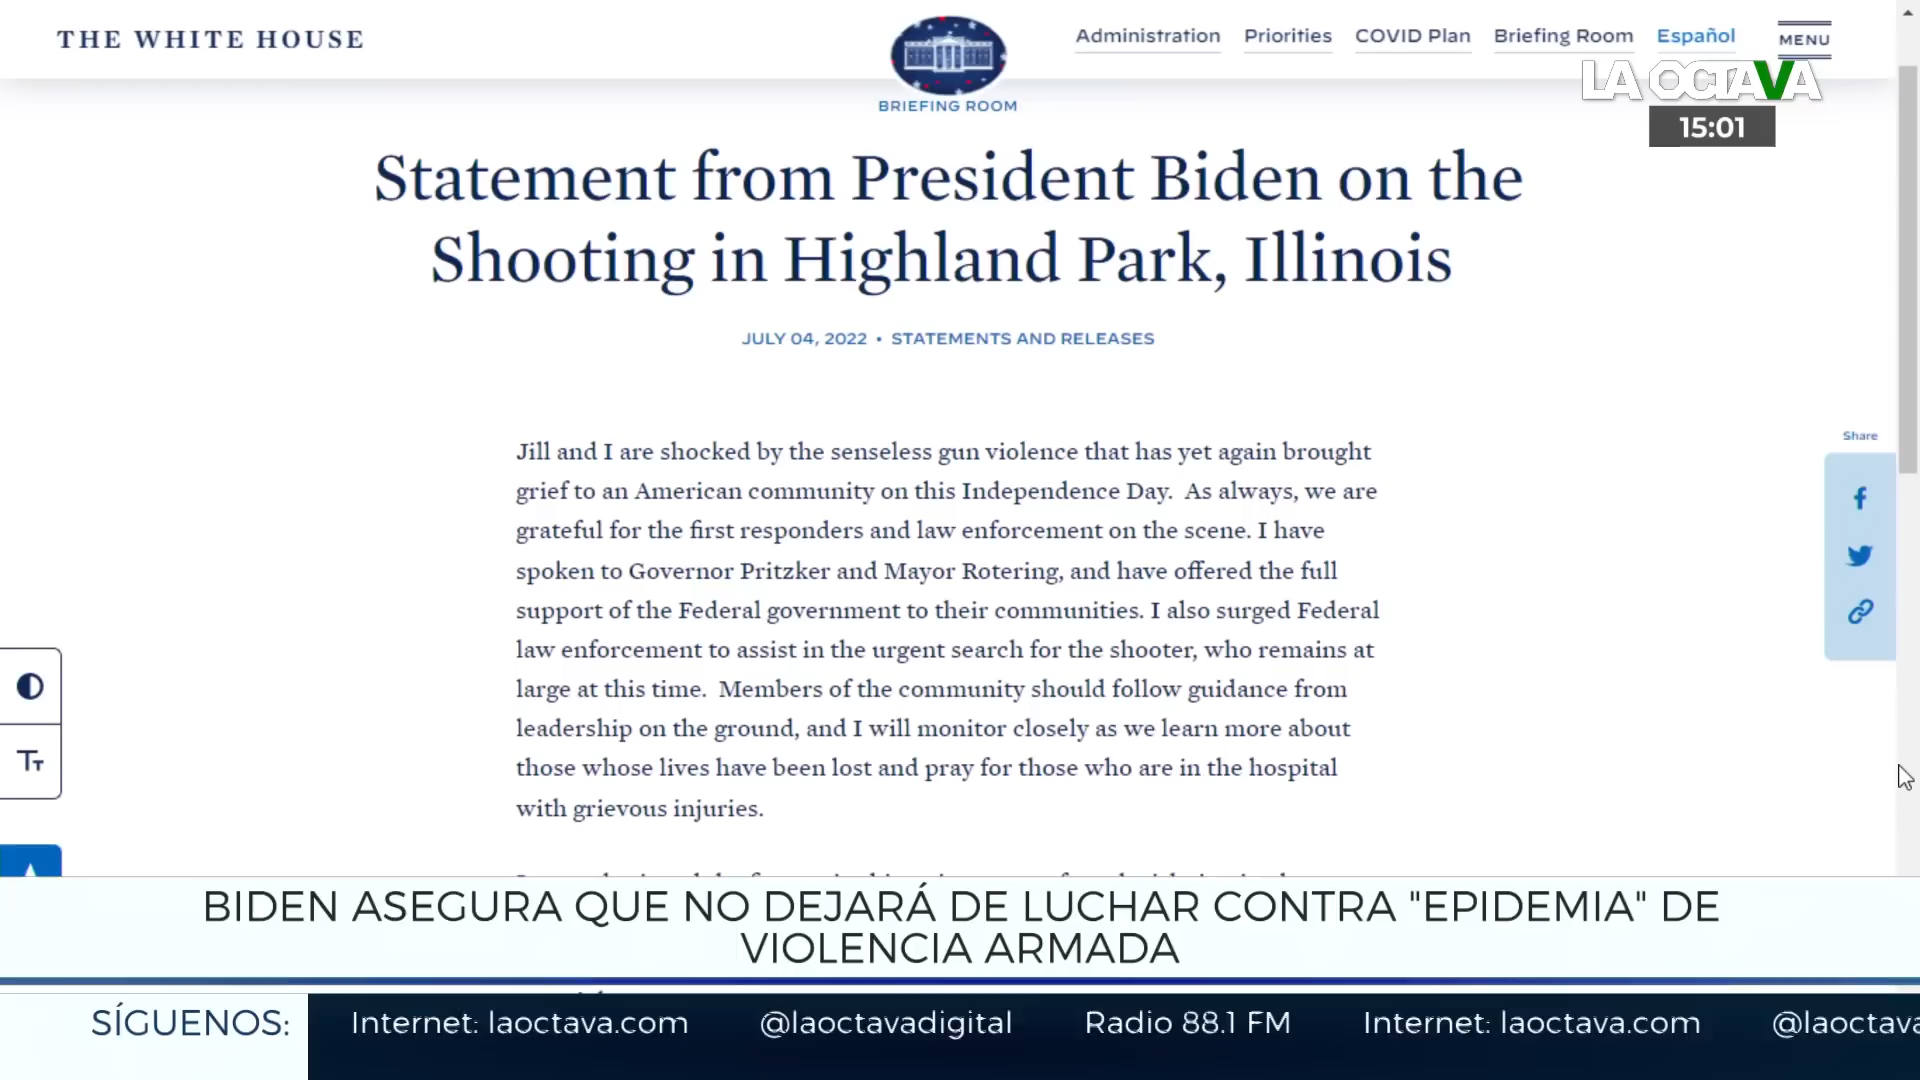 THE WHITE HOUSE
Administration Priorities COVID Plan Briefing Room Español MENU
LA OCTAVA
15:01
BRIEFING ROOM
Statement from President Biden on the
Shooting in Highland Park, Illinois
JULY 04, 2022 • STATEMENTS AND RELEASES
Share
Jill and I are shocked by the senseless gun violence that has yet again brought
grief to an American community on this Independence Day.  As always, we are
grateful for the first responders and law enforcement on the scene. I have
spoken to Governor Pritzker and Mayor Rotering, and have offered the full
support of the Federal government to their communities. I also surged Federal
law enforcement to assist in the urgent search for the shooter, who remains at
large at this time.  Members of the community should follow guidance from
leadership on the ground, and I will monitor closely as we learn more about
those whose lives have been lost and pray for those who are in the hospital
with grievous injuries.
BIDEN ASEGURA QUE NO DEJARÁ DE LUCHAR CONTRA "EPIDEMIA" DE
VIOLENCIA ARMADA
SÍGUENOS: Internet: laoctava.com @laoctavadigital Radio 88.1 FM Internet: laoctava.com @laoctava